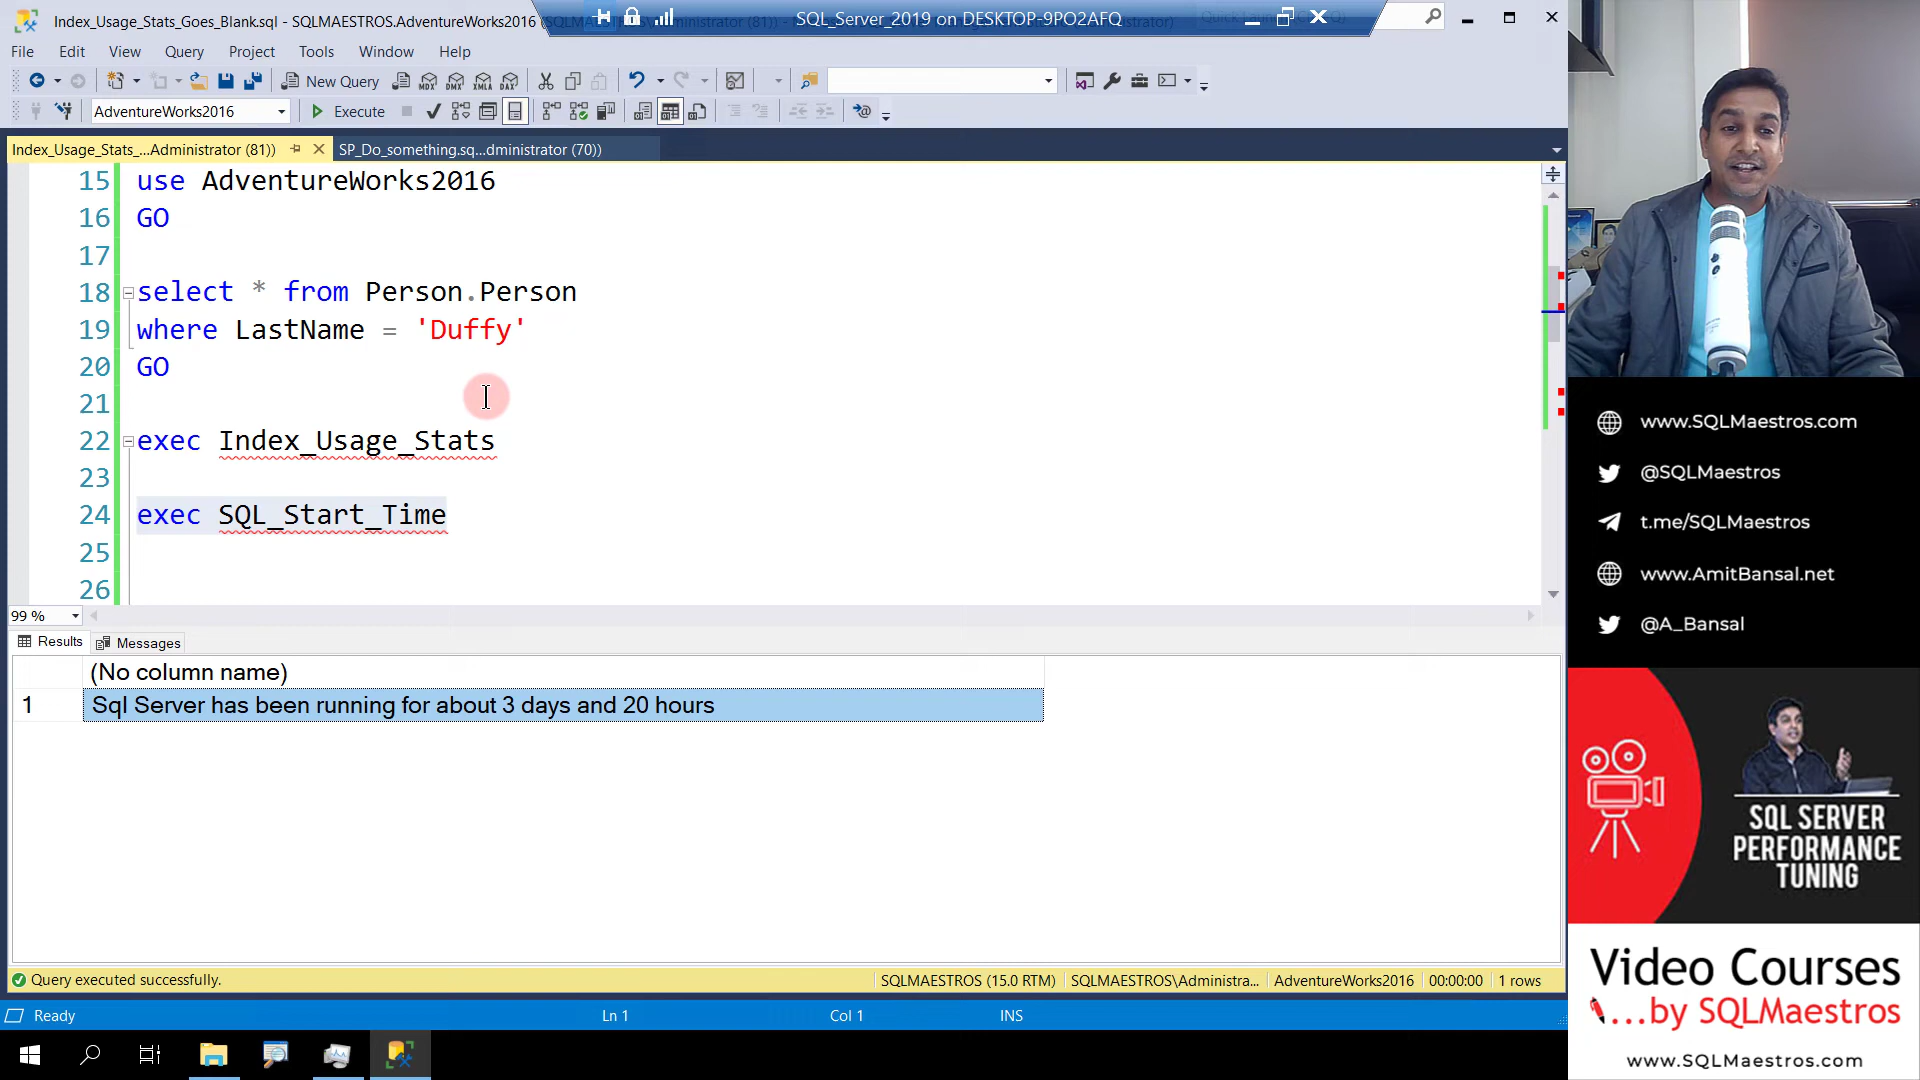 Index_Usage_Stats_Goes_Blank.sql - SQLMAESTROS.AdventureWorks2016
SQL_Server_2019 on DESKTOP-9PO2AFQ
File Edit View Query Project Tools Window Help
New Query
AdventureWorks2016
Execute
Index_Usage_Stats_...Administrator (81))
SP_Do_something.sq...dministrator (70))
15 use AdventureWorks2016
16 GO
17
18 select * from Person.Person
19 where LastName = 'Duffy'
20 GO
21
22 exec Index_Usage_Stats
23
24 exec SQL_Start_Time
25
26
99 %
Results Messages
(No column name)
1 Sql Server has been running for about 3 days and 20 hours
Query executed successfully. SQLMAESTROS (15.0 RTM) SQLMAESTROS\Administra... AdventureWorks2016 00:00:00 1 rows
Ready Ln 1 Col 1 INS
www.SQLMaestros.com
@SQLMaestros
t.me/SQLMaestros
www.AmitBansal.net
@A_Bansal
SQL SERVER
PERFORMANCE
TUNING
Video Courses
...by SQLMaestros
www.SQLMaestros.com